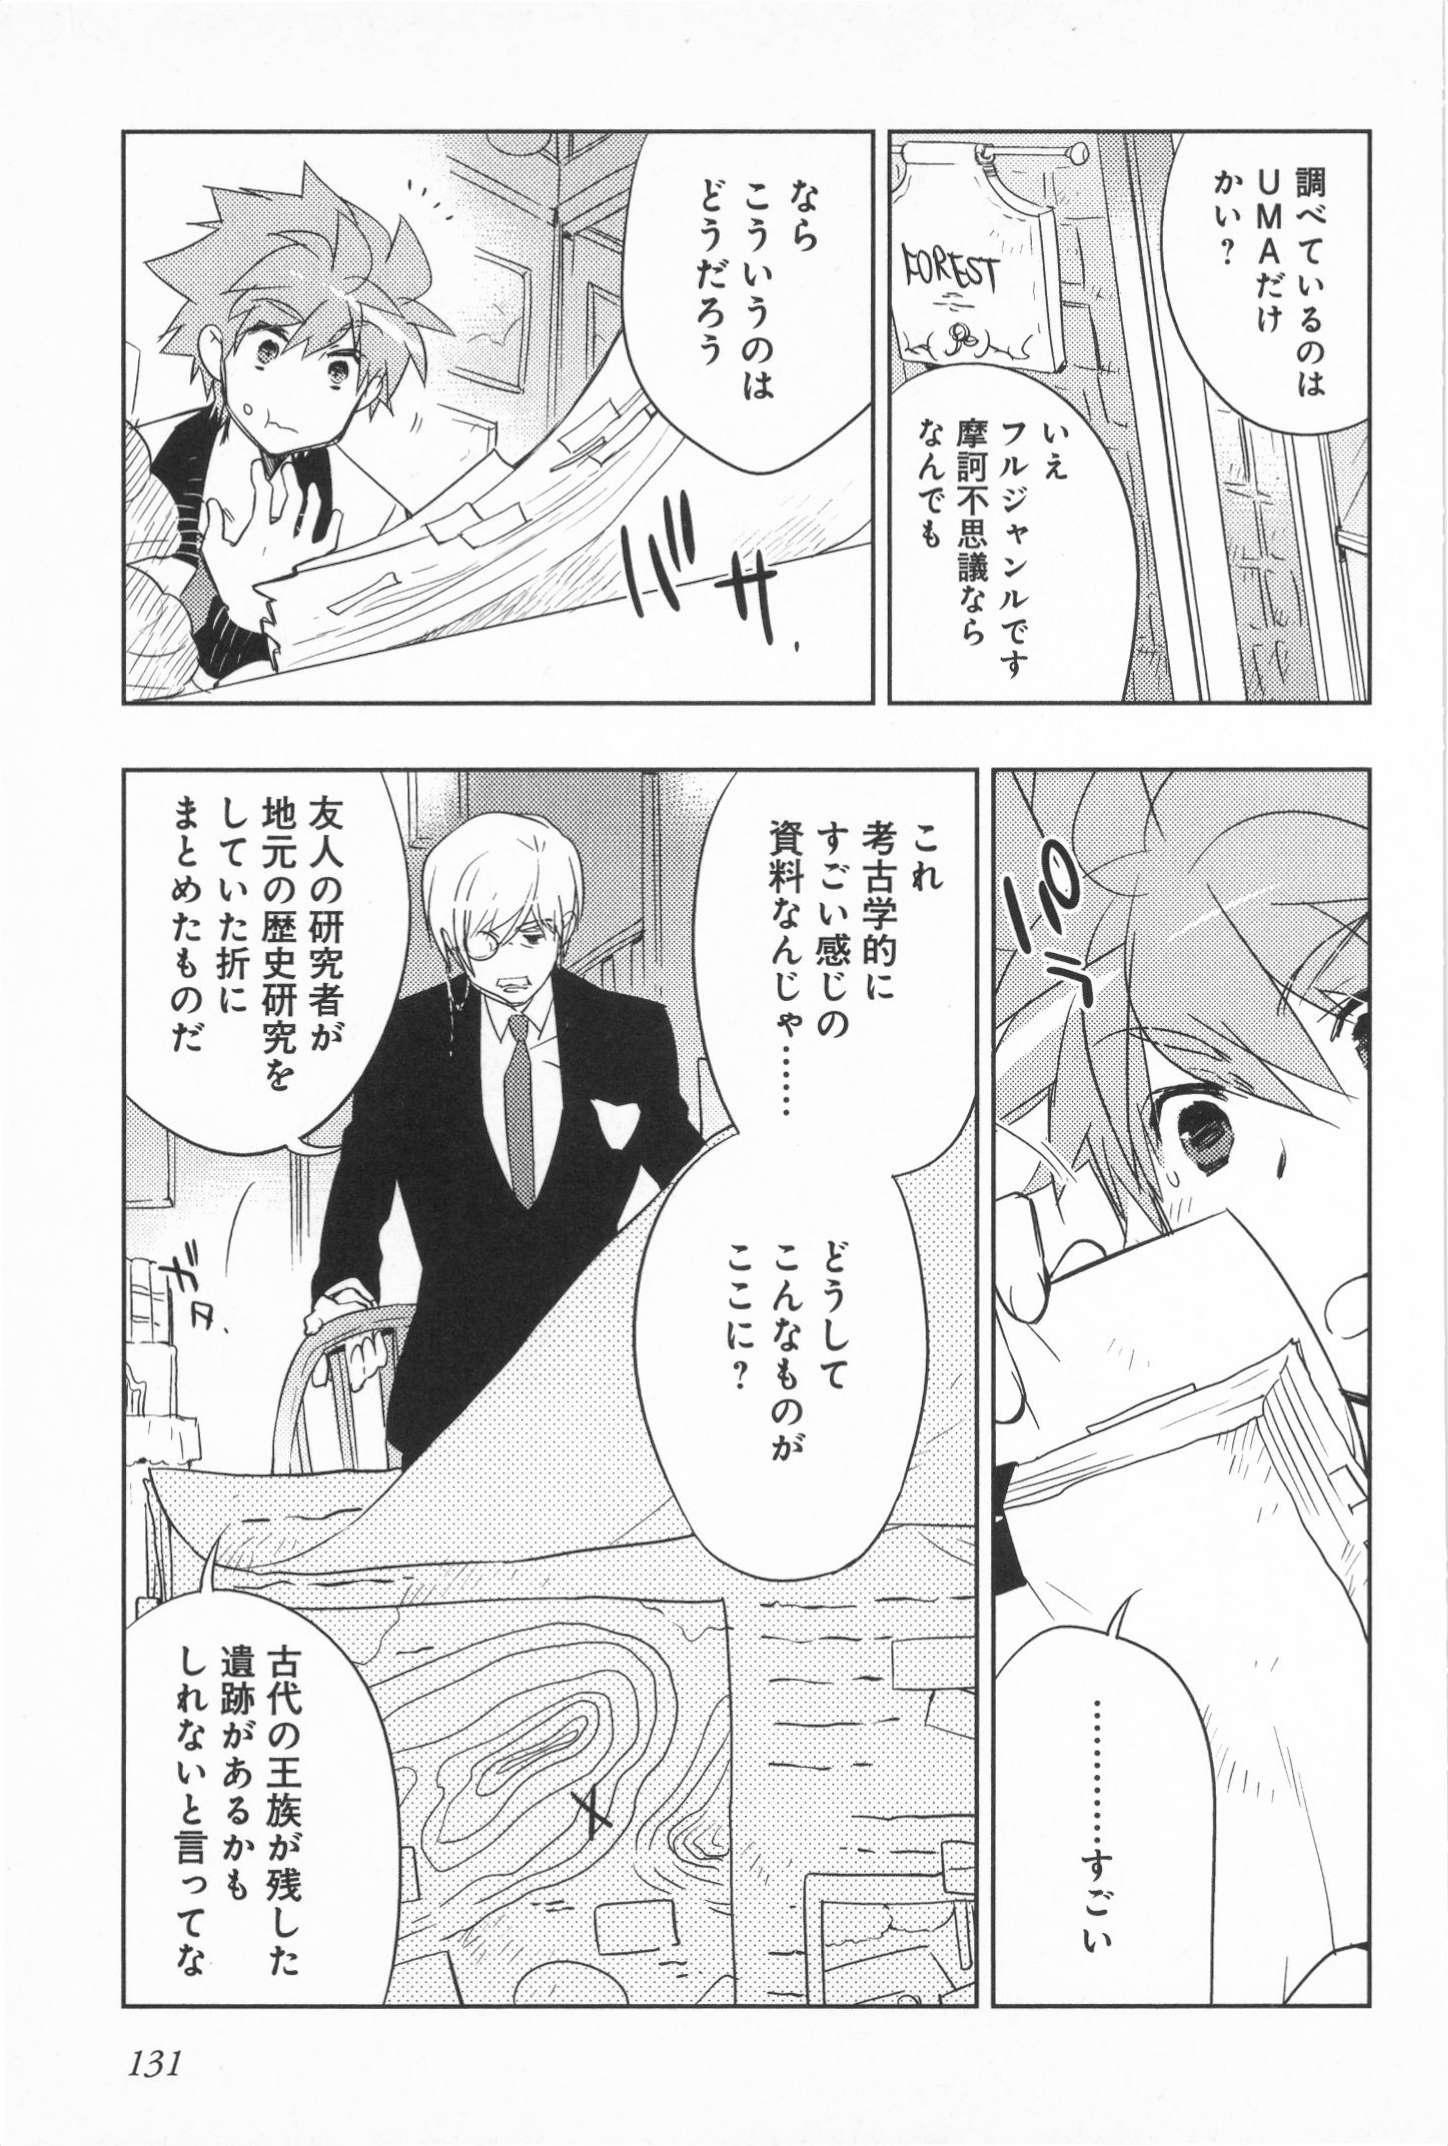 調べているのは
UMAだけ
かい?
FOREST
いえ
フルジャンルです
摩訶不思議なら
なんでも
なら
こういうのは
どうだろう
バサ
パラ
…………すごい
これ
考古学的に
すごい感じの
資料なんじゃ……
どうして
こんなものが
ここに?
友人の研究者が
地元の歴史研究を
していた折に
まとめたものだ
ガタ
古代の王族が残した
遺跡があるかも
しれないと言ってな
131